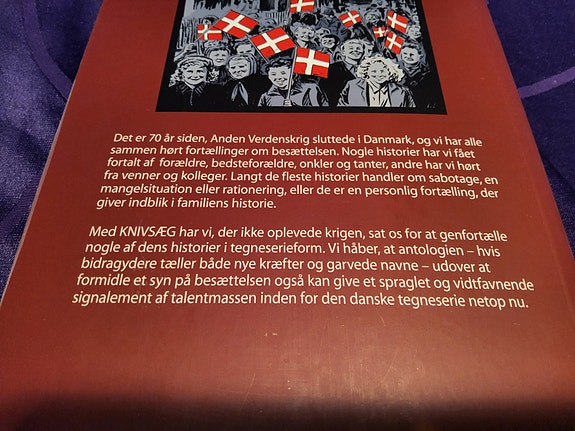 Det er 70 år siden, Anden Verdenskrig sluttede i Danmark, og vi har alle
sammen hørt fortællinger om besættelsen. Nogle historier har vi fået
fortalt af forældre, bedsteforældre, onkler og tanter, andre har vi hørt
fra venner og kolleger. Langt de fleste historier handler om sabotage, en
mangelsituation eller rationering, eller de er en personlig fortælling, der
giver indblik i familiens historie.
Med KNIVSÆG har vi, der ikke oplevede krigen, sat os for at genfortælle
nogle af dens historier i tegneserieform. Vi håber, at antologien – hvis
bidragydere tæller både nye kræfter og garvede navne – udover at
formidle et syn på besættelsen også kan give et spraglet og vidtfavnende
signalement af talentmassen inden for den danske tegneserie netop nu.